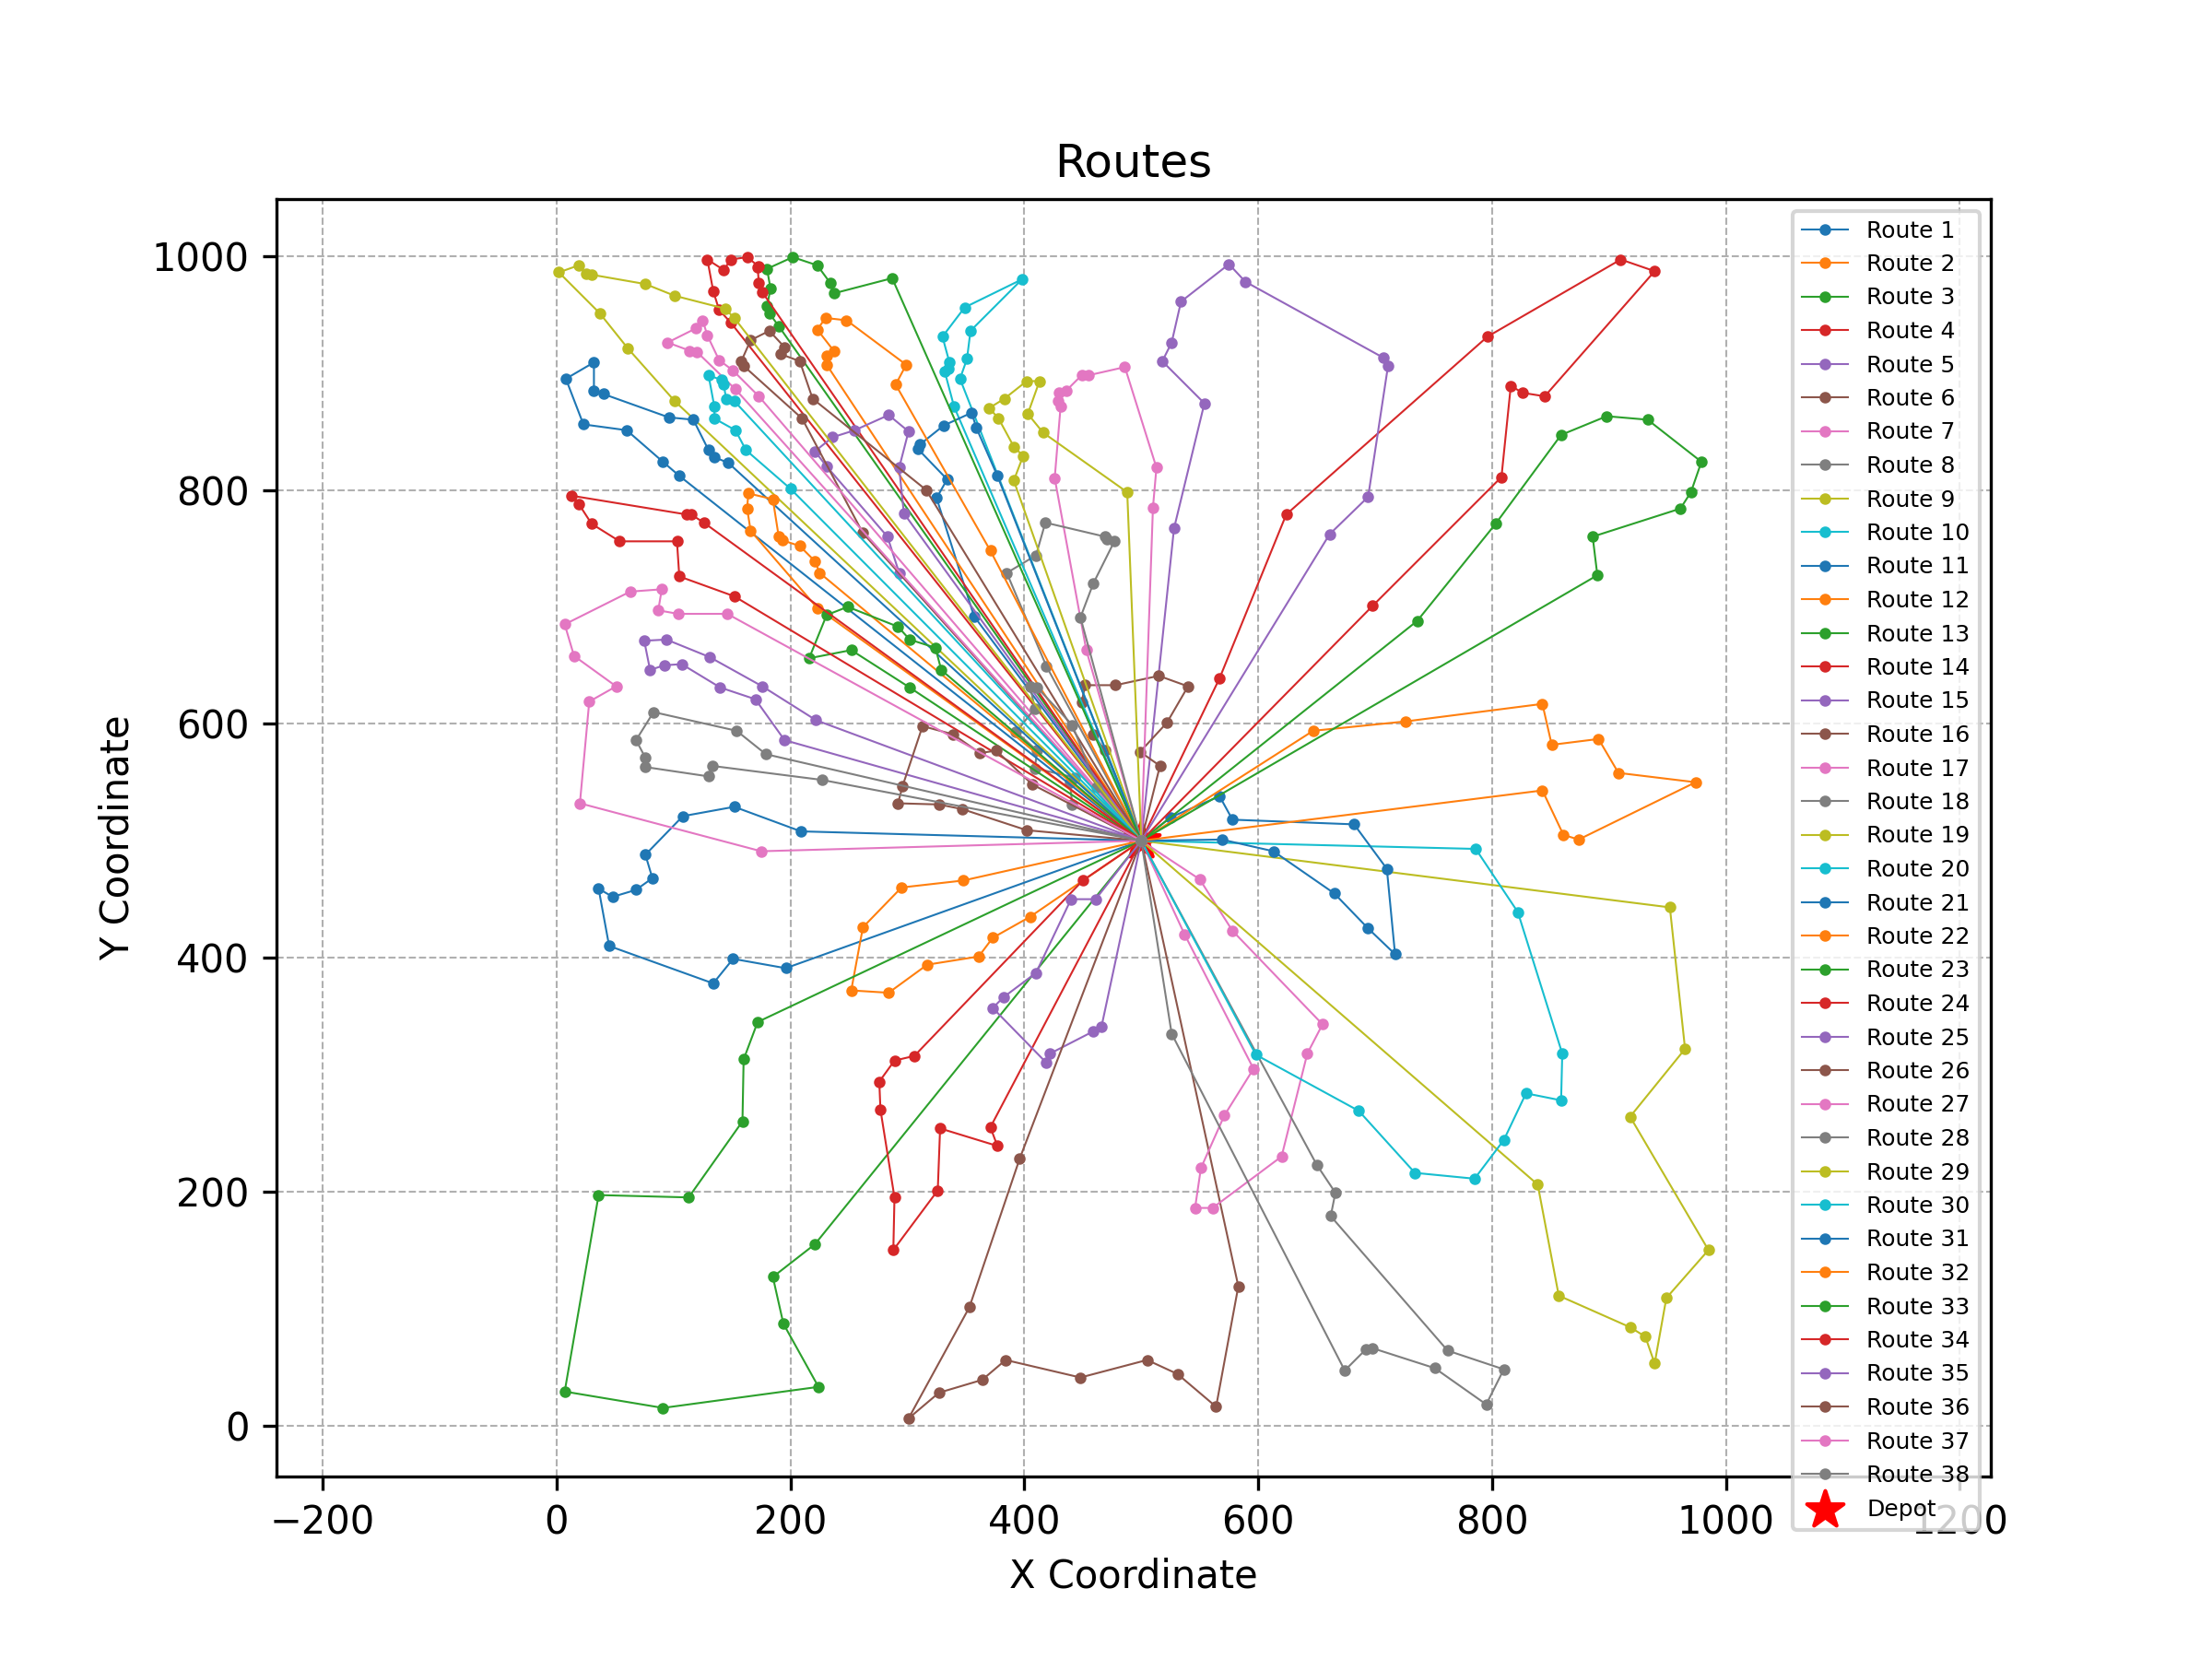 Routes
1000
800
600
400
200
0
Y Coordinate
−200
0
200
400
600
800
1000
1200
X Coordinate
Route 1
Route 2
Route 3
Route 4
Route 5
Route 6
Route 7
Route 8
Route 9
Route 10
Route 11
Route 12
Route 13
Route 14
Route 15
Route 16
Route 17
Route 18
Route 19
Route 20
Route 21
Route 22
Route 23
Route 24
Route 25
Route 26
Route 27
Route 28
Route 29
Route 30
Route 31
Route 32
Route 33
Route 34
Route 35
Route 36
Route 37
Route 38
Depot